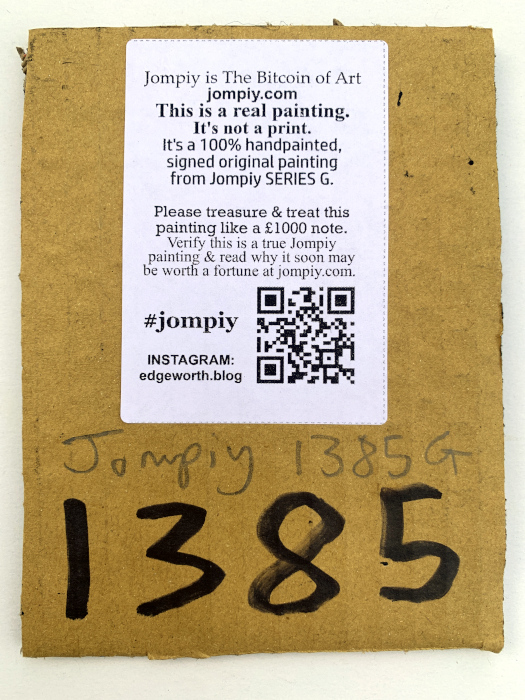 Jompiy is The Bitcoin of Art
jompiy.com
This is a real painting.
It's not a print.
It's a 100% handpainted,
signed original painting
from Jompiy SERIES G.
Please treasure & treat this
painting like a £1000 note.
Verify this is a true Jompiy
painting & read why it soon may
be worth a fortune at jompiy.com.
#jompiy
INSTAGRAM:
edgeworth.blog
Jompiy 1385G
1385